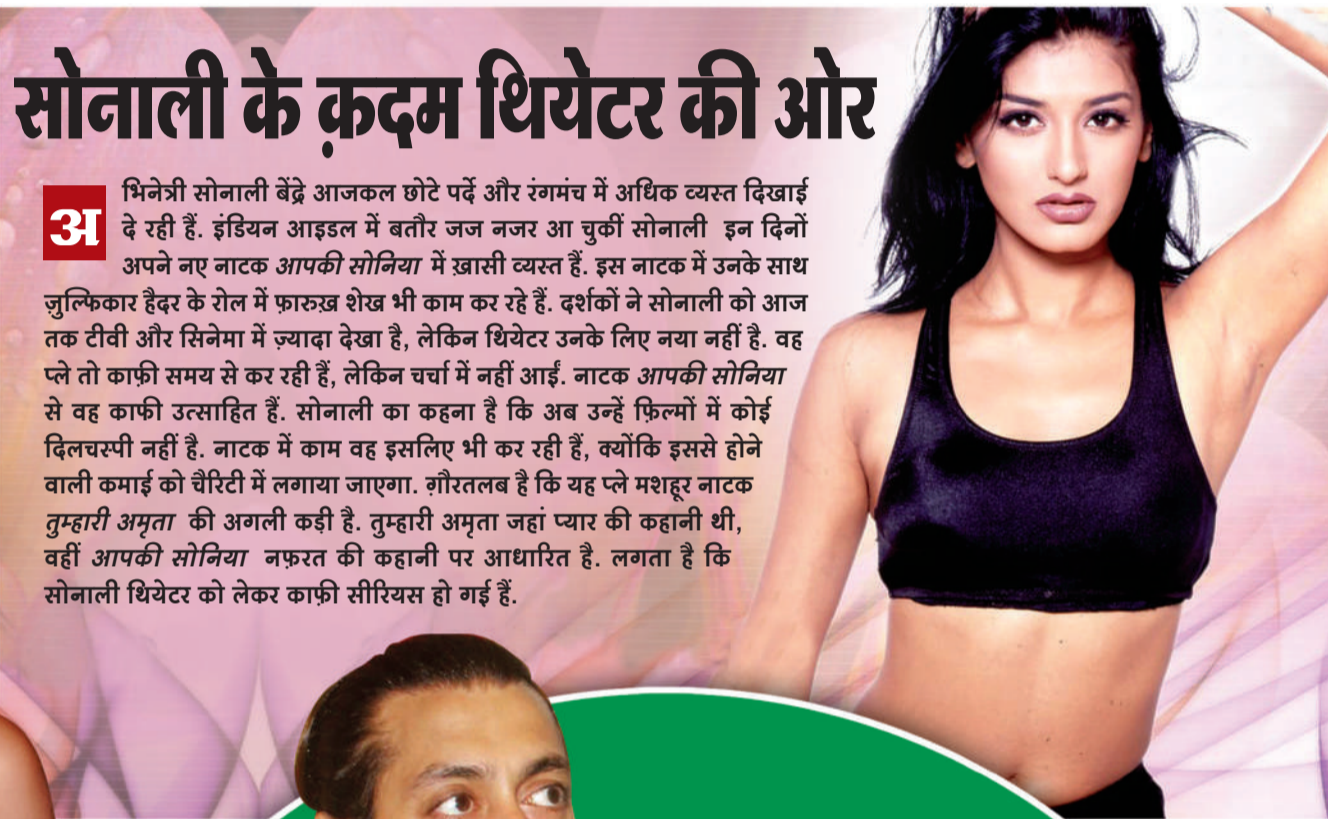 सोनाली के क़दम थियेटर की ओर
अभिनेत्री सोनाली बेंद्रे आजकल छोटे पर्दे और रंगमंच में अधिक व्यस्त दिखाई
दे रही हैं. इंडियन आइडल में बतौर जज नजर आ चुकीं सोनाली इन दिनों
अपने नए नाटक आपकी सोनिया में ख़ासी व्यस्त हैं. इस नाटक में उनके साथ
ज़ुल्फिकार हैदर के रोल में फ़ारुख़ शेख भी काम कर रहे हैं. दर्शकों ने सोनाली को आज
तक टीवी और सिनेमा में ज़्यादा देखा है, लेकिन थियेटर उनके लिए नया नहीं है. वह
प्ले तो काफ़ी समय से कर रही हैं, लेकिन चर्चा में नहीं आईं. नाटक आपकी सोनिया
से वह काफी उत्साहित हैं. सोनाली का कहना है कि अब उन्हें फ़िल्मों में कोई
दिलचस्पी नहीं है. नाटक में काम वह इसलिए भी कर रही हैं, क्योंकि इससे होने
वाली कमाई को चैरिटी में लगाया जाएगा. ग़ौरतलब है कि यह प्ले मशहूर नाटक
तुम्हारी अमृता की अगली कड़ी है. तुम्हारी अमृता जहां प्यार की कहानी थी,
वहीं आपकी सोनिया नफ़रत की कहानी पर आधारित है. लगता है कि
सोनाली थियेटर को लेकर काफ़ी सीरियस हो गई हैं.